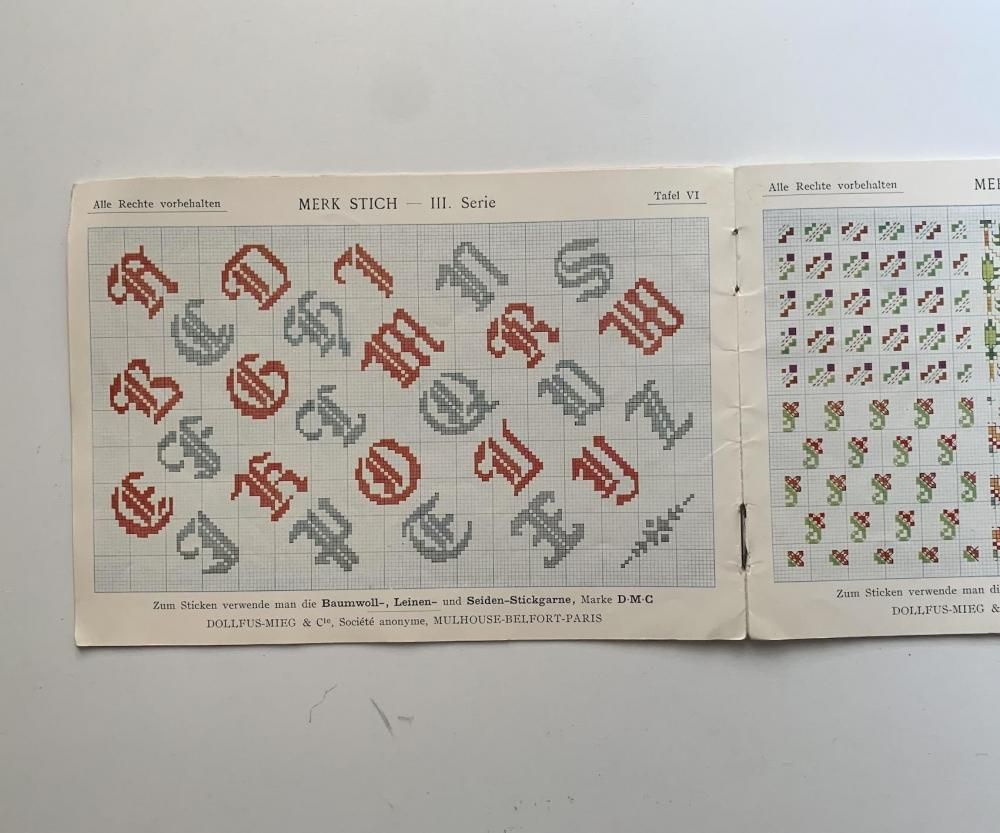 Alle Rechte vorbehalten
MERK STICH — III. Serie
Tafel VI
A D I N S
C H M R W
B G L Q V Z
F K O U Y
E J P
Zum Sticken verwende man die Baumwoll-, Leinen- und Seiden-Stickgarne, Marke D·M·C
DOLLFUS-MIEG & Cie, Société anonyme, MULHOUSE-BELFORT-PARIS
Alle Rechte vorbehalten
Zum Sticken verwende man
DOLLFUS-MIEG &